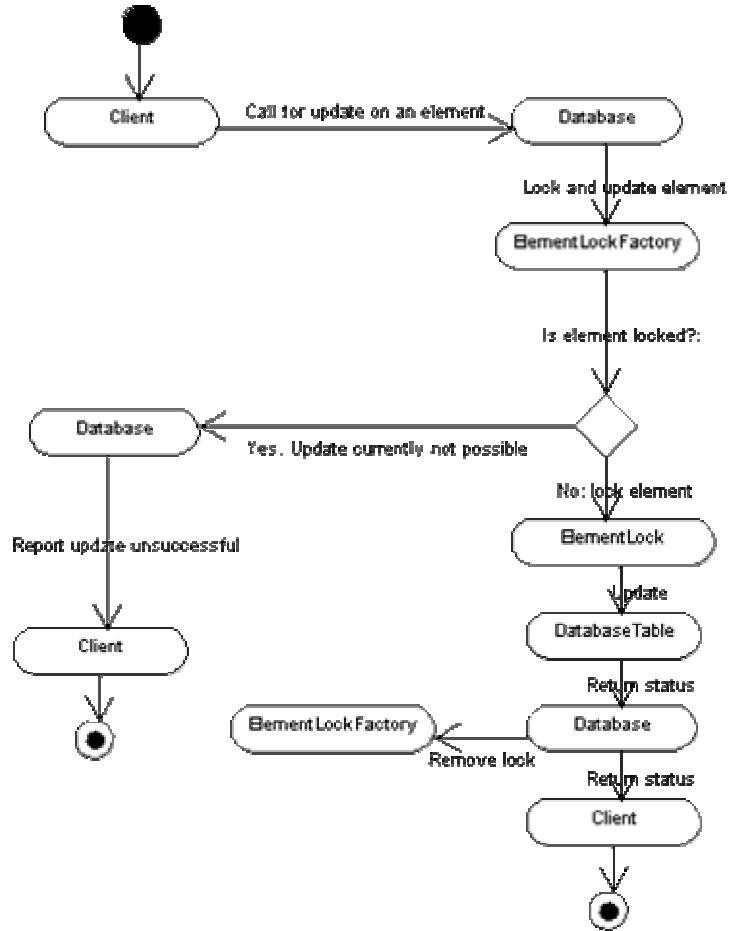 Client
Call for update on an element
Database
Lock and update element
ElementLockFactory
Is element locked?:
Database
Yes. Update currently not possible
No: lock element
Report update unsuccessful
ElementLock
Update
DatabaseTable
Client
Return status
ElementLockFactory
Database
Remove lock
Return status
Client